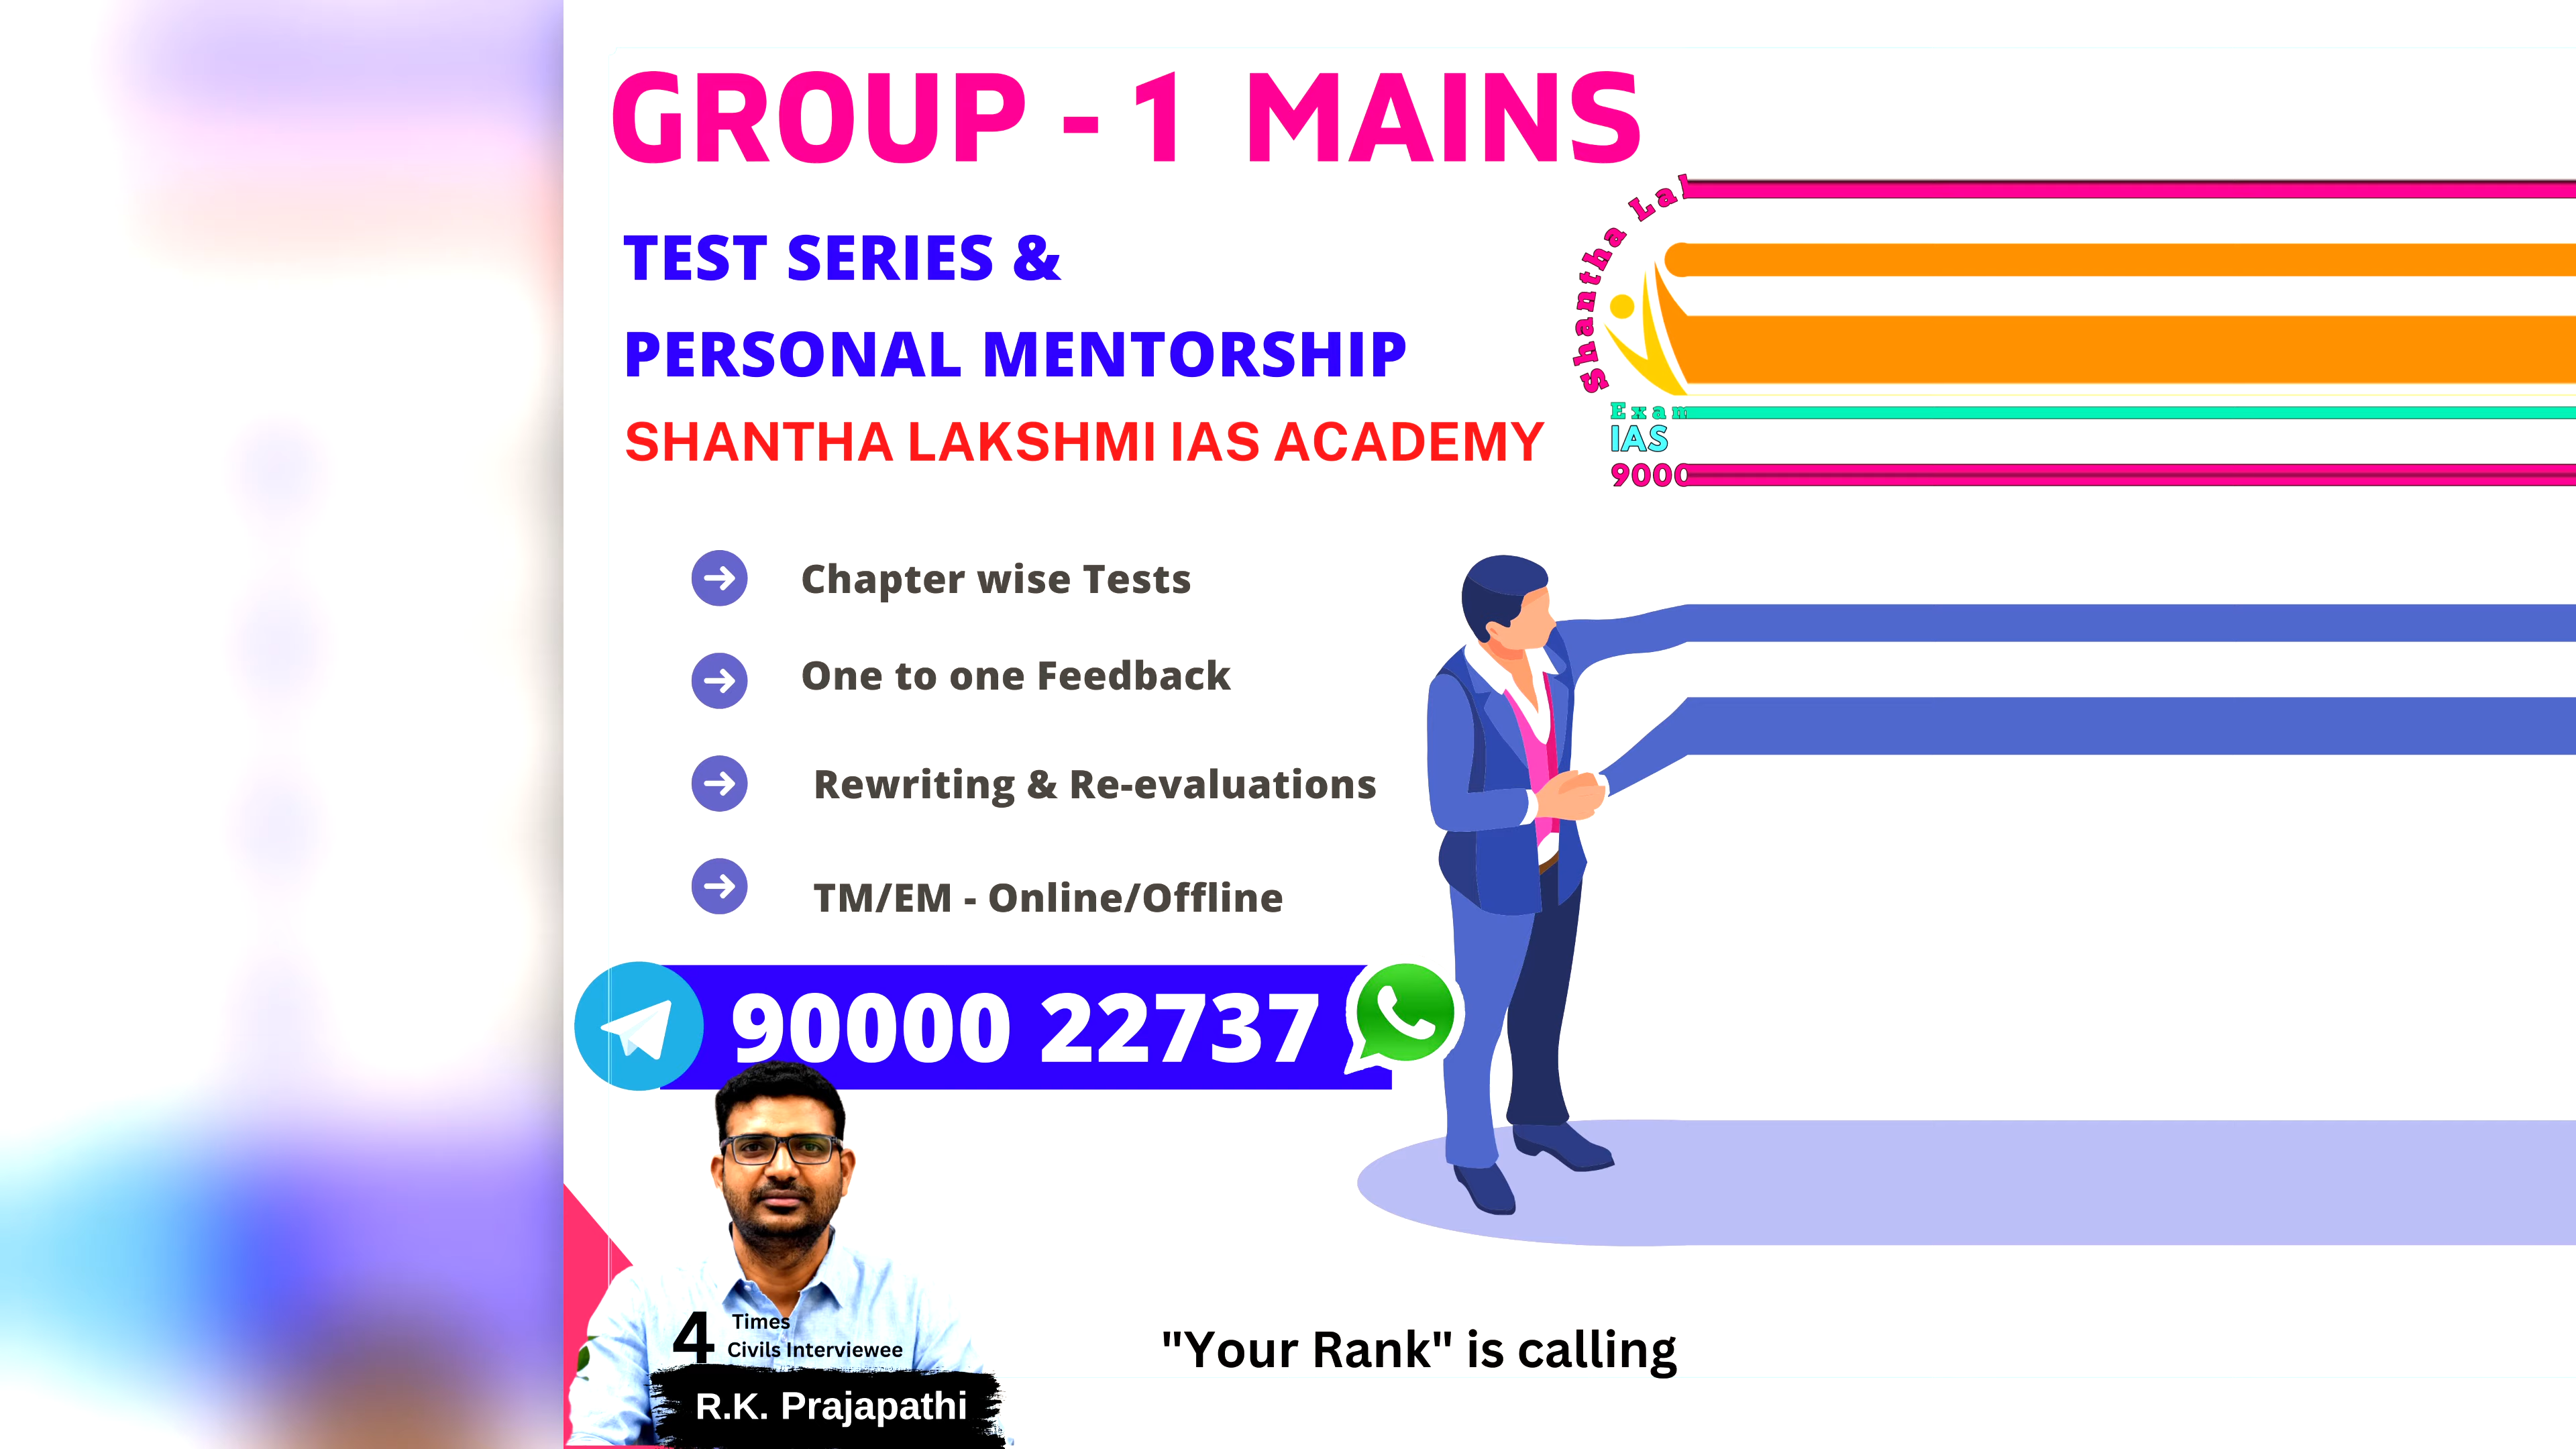 GROUP - 1 MAINS
TEST SERIES &
PERSONAL MENTORSHIP
SHANTHA LAKSHMI IAS ACADEMY
Shantha
IAS
9000
Chapter wise Tests
One to one Feedback
Rewriting & Re-evaluations
TM/EM - Online/Offline
90000 22737
4 Times
Civils Interviewee
R.K. Prajapathi
"Your Rank" is calling